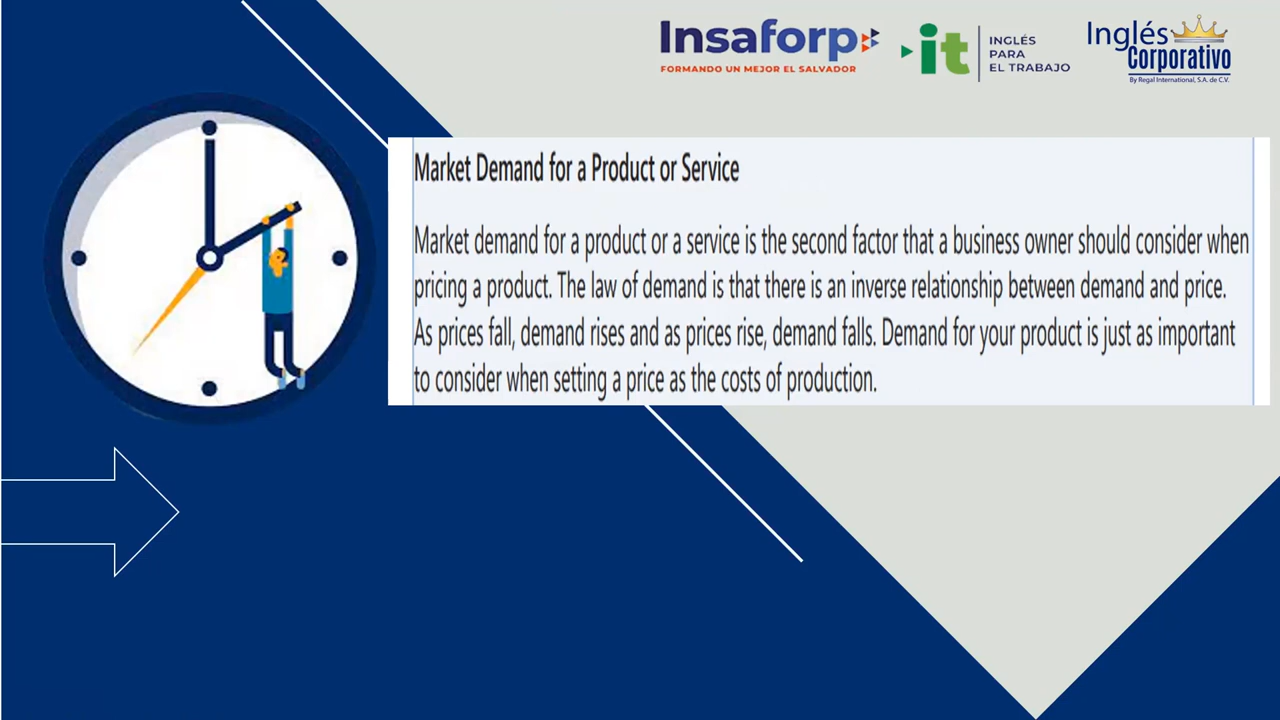 Insaforp
FORMANDO UN MEJOR EL SALVADOR
it
INGLÉS
PARA
EL TRABAJO
Inglés
Corporativo
By Regal International, S.A. de C.V.
Market Demand for a Product or Service
Market demand for a product or a service is the second factor that a business owner should consider when
pricing a product. The law of demand is that there is an inverse relationship between demand and price.
As prices fall, demand rises and as prices rise, demand falls. Demand for your product is just as important
to consider when setting a price as the costs of production.